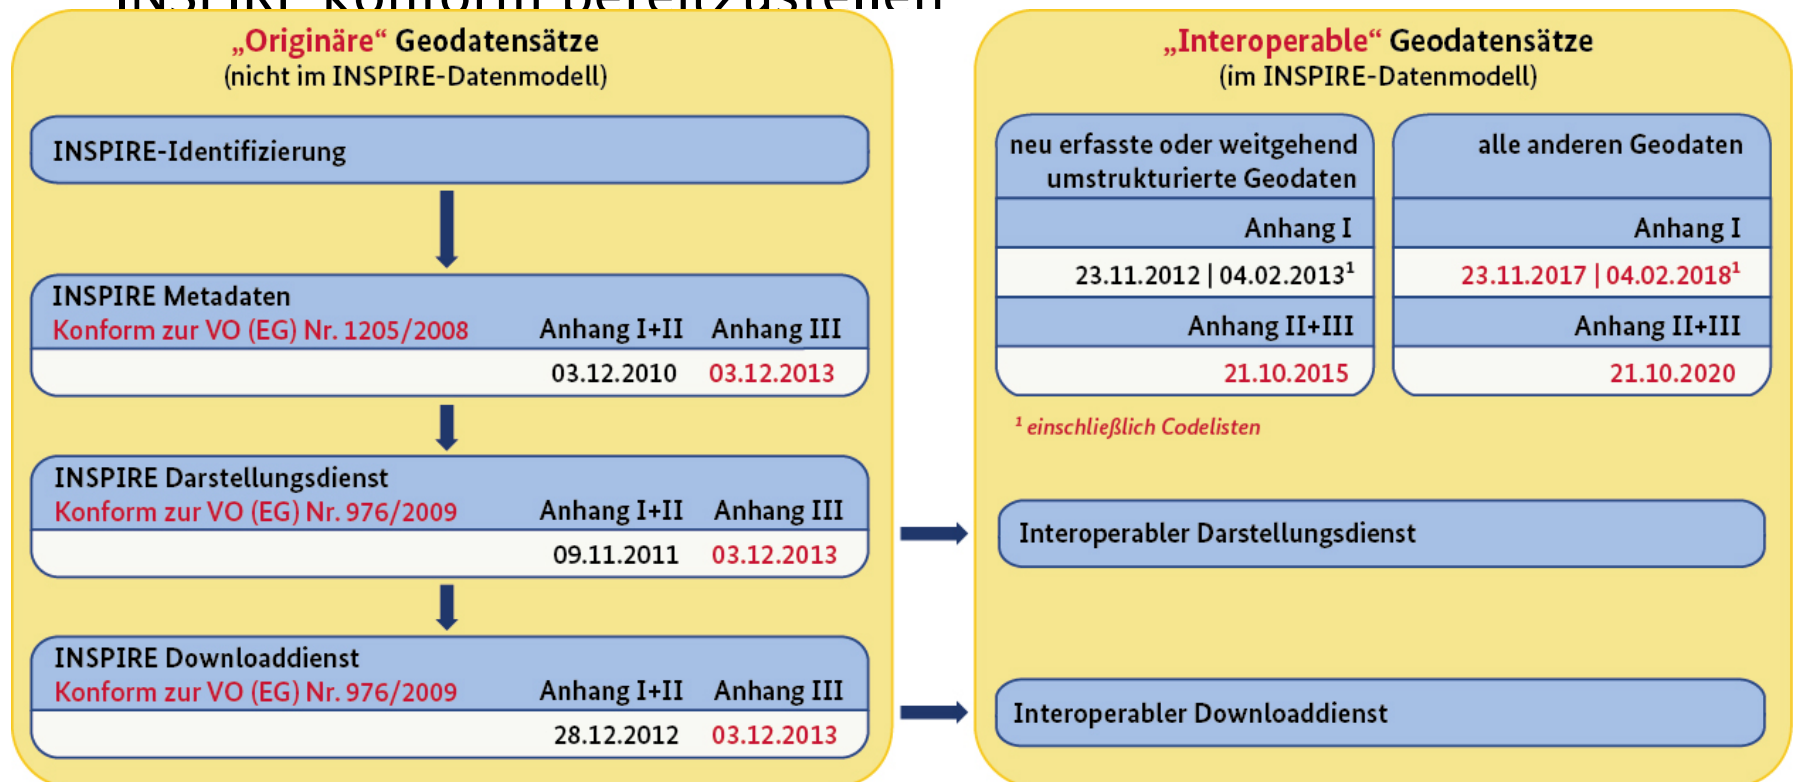 INSPIRE konform bereitzustellen
„Originäre“ Geodatensätze
(nicht im INSPIRE-Datenmodell)
INSPIRE-Identifizierung
INSPIRE Metadaten
Konform zur VO (EG) Nr. 1205/2008 Anhang I+II Anhang III
03.12.2010 03.12.2013
INSPIRE Darstellungsdienst
Konform zur VO (EG) Nr. 976/2009 Anhang I+II Anhang III
09.11.2011 03.12.2013
INSPIRE Downloaddienst
Konform zur VO (EG) Nr. 976/2009 Anhang I+II Anhang III
28.12.2012 03.12.2013
„Interoperable“ Geodatensätze
(im INSPIRE-Datenmodell)
neu erfasste oder weitgehend
umstrukturierte Geodaten
Anhang I
23.11.2012 | 04.02.2013¹
Anhang II+III
21.10.2015
alle anderen Geodaten
Anhang I
23.11.2017 | 04.02.2018¹
Anhang II+III
21.10.2020
¹ einschließlich Codelisten
Interoperabler Darstellungsdienst
Interoperabler Downloaddienst